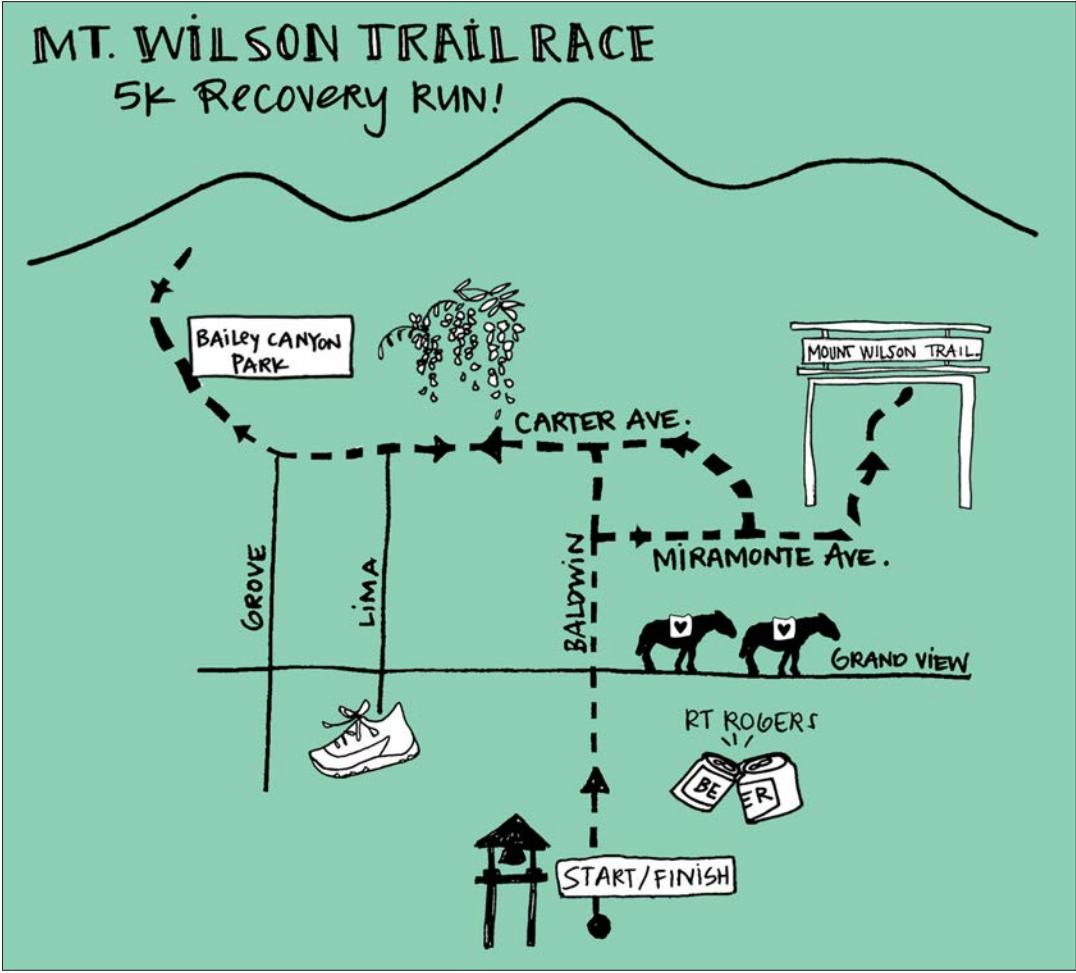 MT. WILSON TRAIL RACE
5K RECOVERY RUN!
BAILEY CANYON
PARK
MOUNT WILSON TRAIL.
CARTER AVE.
MIRAMONTE AVE.
GROVE
LIMA
BALDWIN
GRAND VIEW
RT ROGERS
BE
ER
START/FINISH